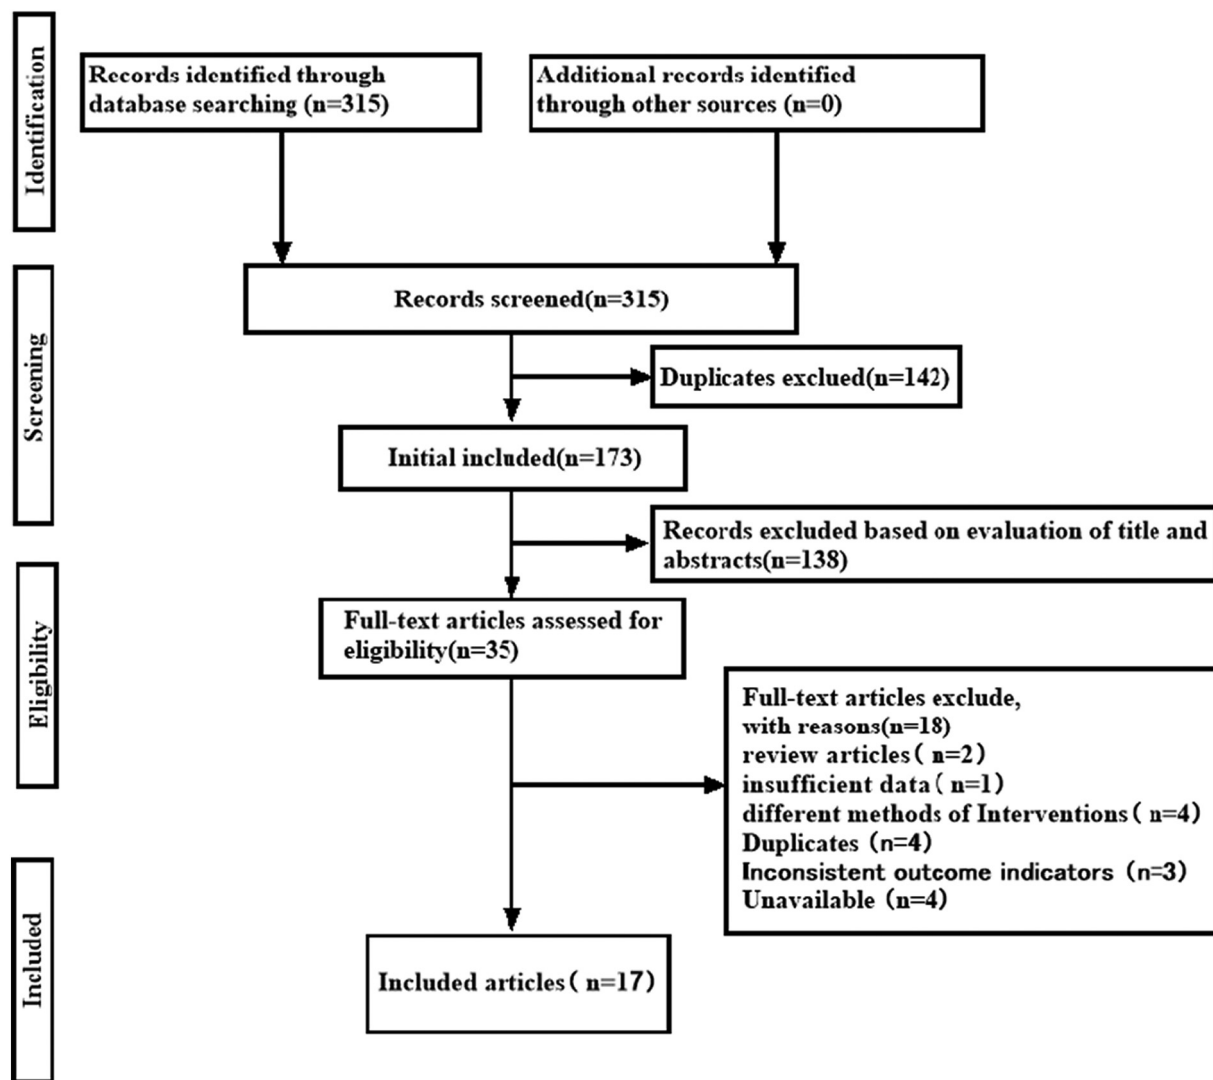 Identification
Records identified through
database searching (n=315)
Additional records identified
through other sources (n=0)
Screening
Records screened(n=315)
Duplicates exclued(n=142)
Initial included(n=173)
Records excluded based on evaluation of title and
abstracts(n=138)
Eligibility
Full-text articles assessed for
eligibility(n=35)
Full-text articles exclude,
with reasons(n=18)
review articles( n=2)
insufficient data( n=1)
different methods of Interventions( n=4)
Duplicates (n=4)
Inconsistent outcome indicators (n=3)
Unavailable (n=4)
Included
Included articles( n=17)